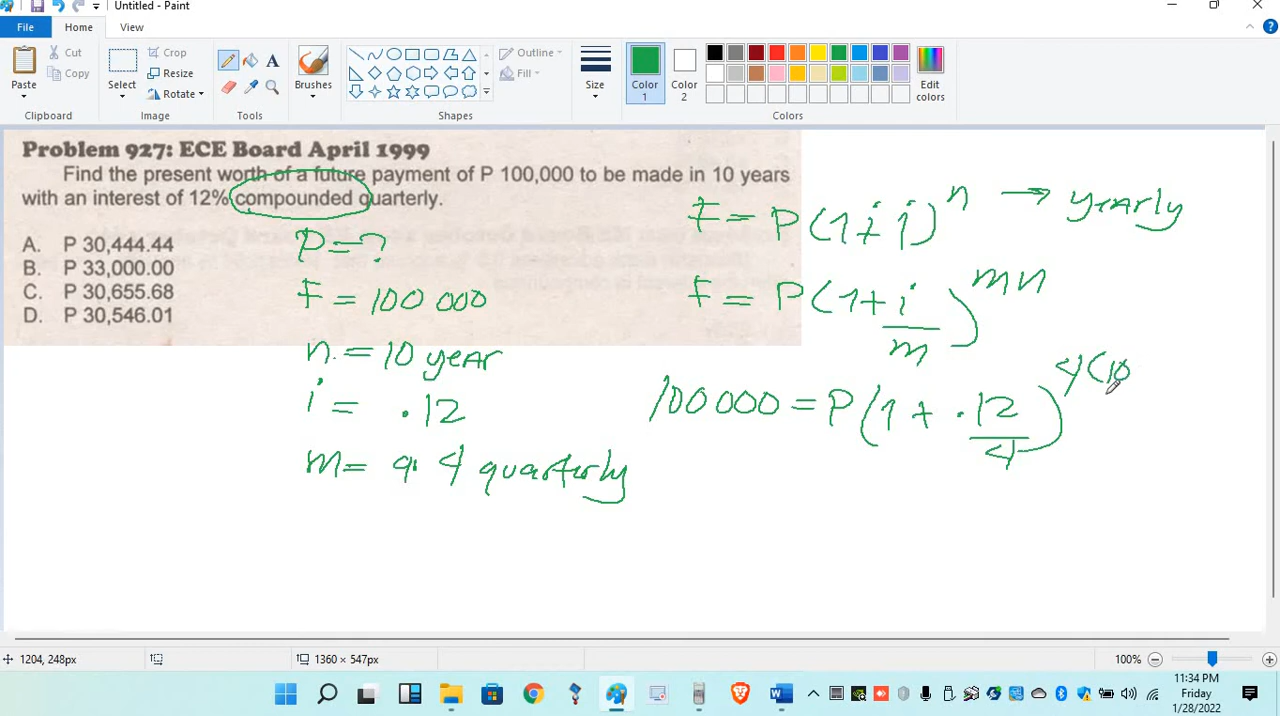 Untitled - Paint
File Home View
Paste
Cut
Copy
Clipboard
Select
Crop
Resize
Rotate
Image
A
Tools
Brushes
Outline
Fill
Shapes
Size
Color 1
Color 2
Edit colors
Colors
Problem 927: ECE Board April 1999
Find the present worth of a future payment of P 100,000 to be made in 10 years
with an interest of 12% compounded quarterly.
A. P 30,444.44
B. P 33,000.00
C. P 30,655.68
D. P 30,546.01
P = ?
F = 100 000
n. = 10 year
i = .12
m = 9. 4 quarterly
F = P(1+i)^n → yearly
F = P(1+i/m)^mn
100 000 = P(1+.12/4)^4(10
1204, 248px
1360 × 547px
100%
11:34 PM
Friday
1/28/2022